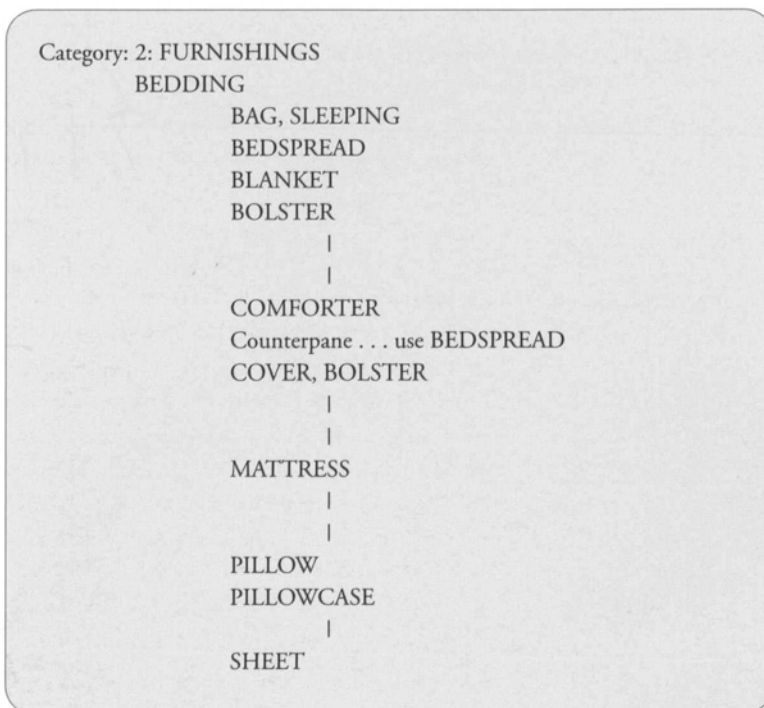 Category: 2: FURNISHINGS
BEDDING
BAG, SLEEPING
BEDSPREAD
BLANKET
BOLSTER
|
|
COMFORTER
Counterpane . . . use BEDSPREAD
COVER, BOLSTER
|
|
MATTRESS
|
|
PILLOW
PILLOWCASE
|
SHEET